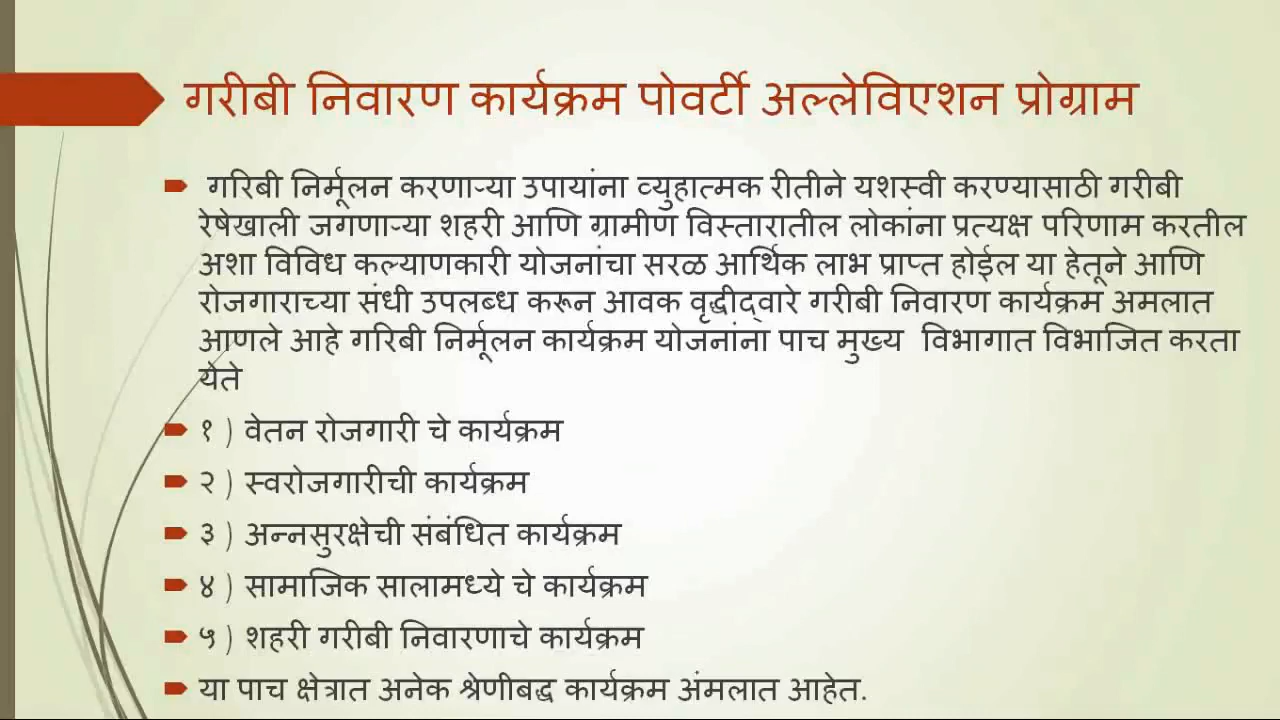 गरीबी निवारण कार्यक्रम पोवर्टी अल्लेविएशन प्रोग्राम
गरिबी निर्मूलन करणाऱ्या उपायांना व्युहात्मक रीतीने यशस्वी करण्यासाठी गरीबी
रेषेखाली जगणाऱ्या शहरी आणि ग्रामीण विस्तारातील लोकांना प्रत्यक्ष परिणाम करतील
अशा विविध कल्याणकारी योजनांचा सरळ आर्थिक लाभ प्राप्त होईल या हेतूने आणि
रोजगाराच्या संधी उपलब्ध करून आवक वृद्धीद्वारे गरीबी निवारण कार्यक्रम अमलात
आणले आहे गरिबी निर्मूलन कार्यक्रम योजनांना पाच मुख्य विभागात विभाजित करता
येते
१ ) वेतन रोजगारी चे कार्यक्रम
२ ) स्वरोजगारीची कार्यक्रम
३ ) अन्नसुरक्षेची संबंधित कार्यक्रम
४ ) सामाजिक सालामध्ये चे कार्यक्रम
५ ) शहरी गरीबी निवारणाचे कार्यक्रम
या पाच क्षेत्रात अनेक श्रेणीबद्ध कार्यक्रम अंमलात आहेत.